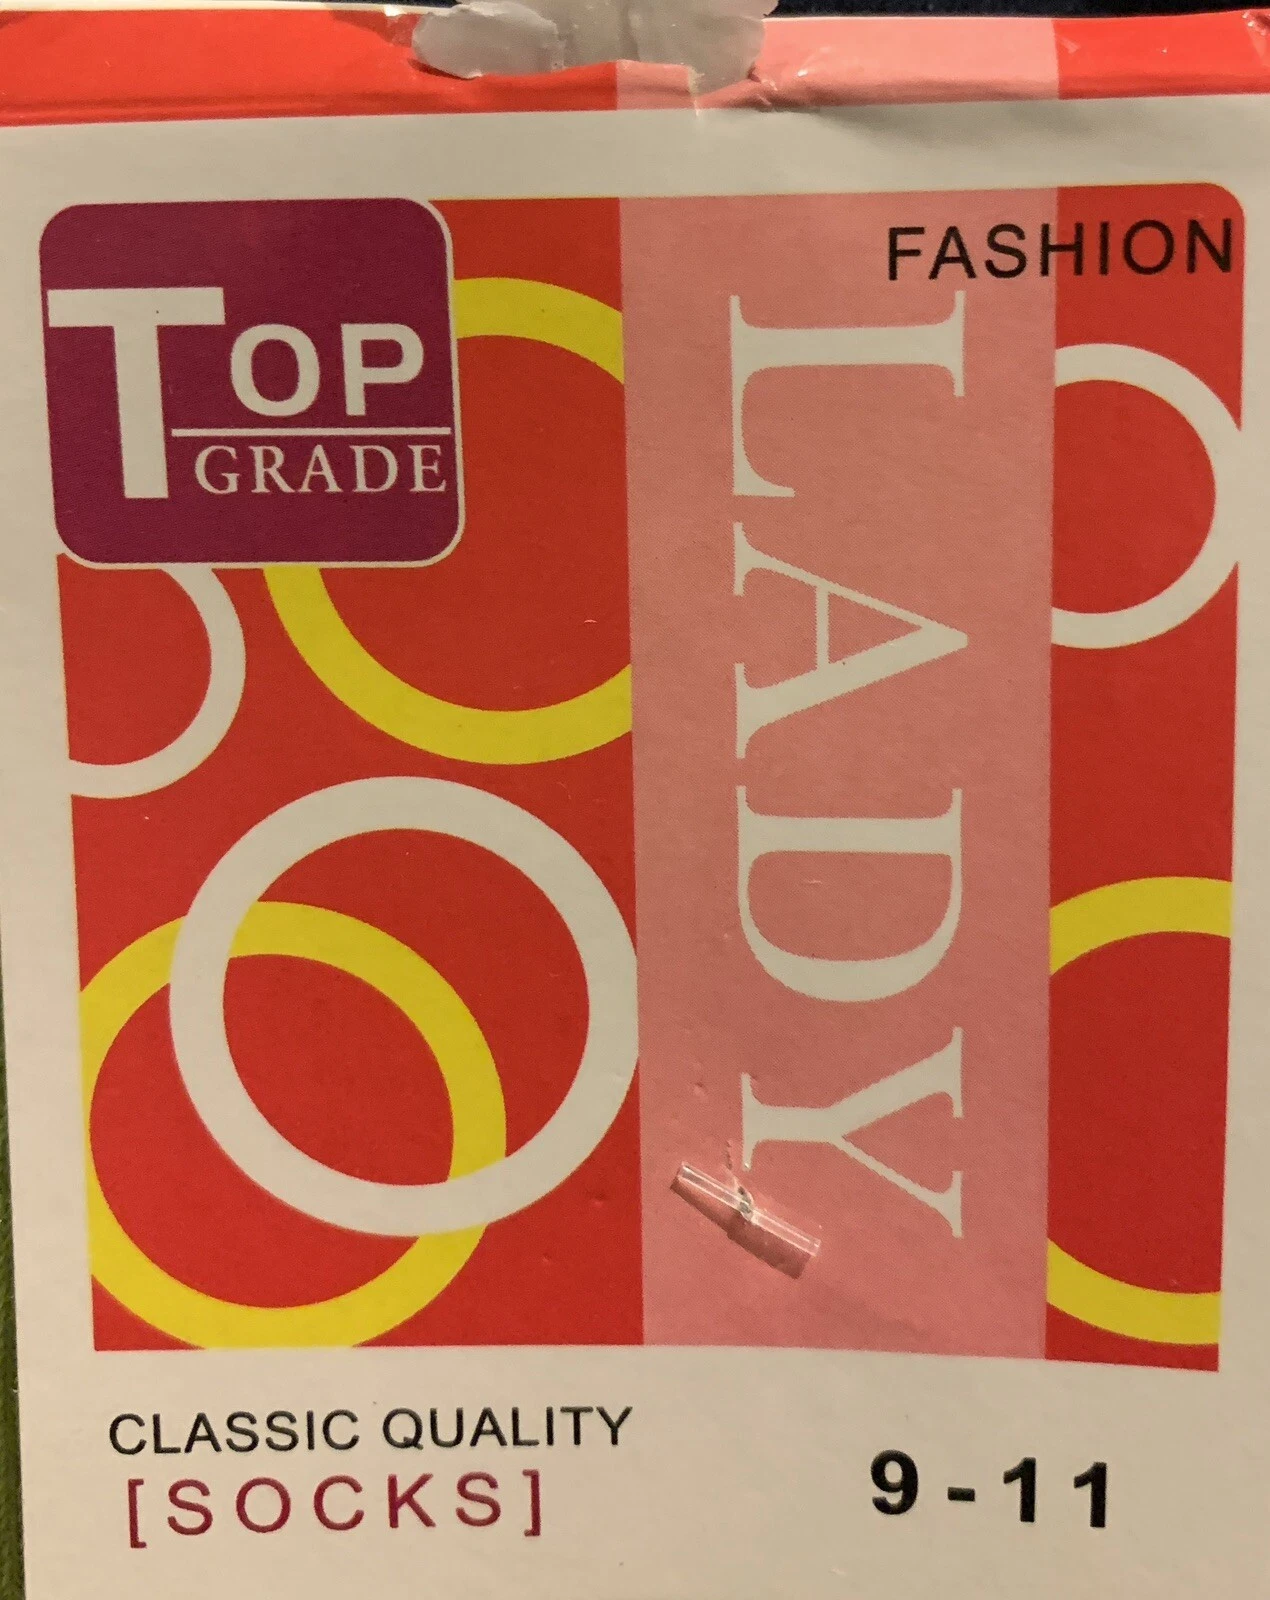 TOP
GRADE
FASHION
LADY
CLASSIC QUALITY
[SOCKS]
9-11